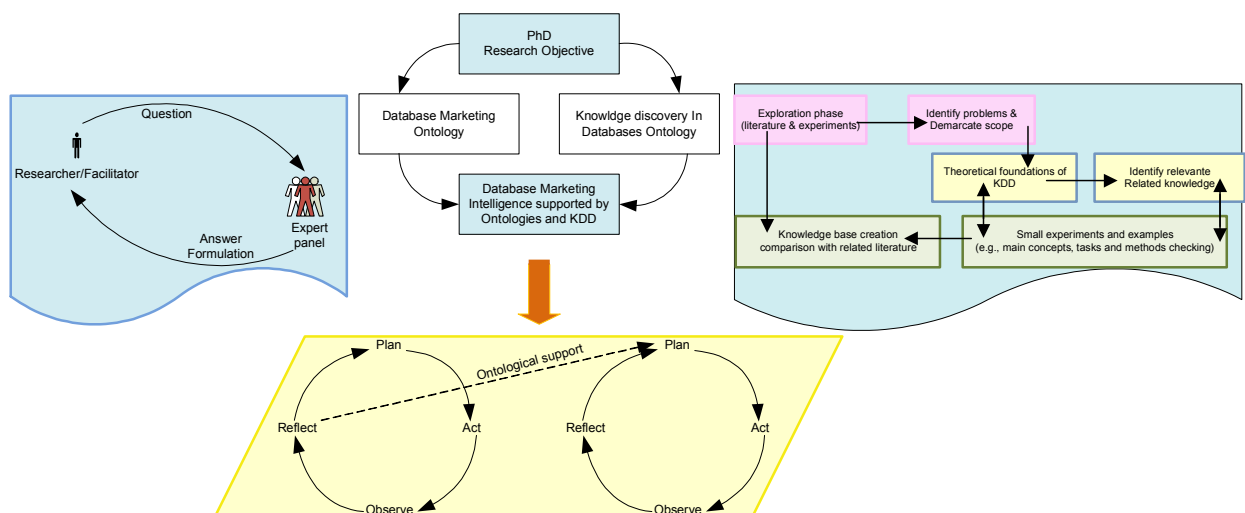 PhD
Research Objective
Database Marketing
Ontology
Knowldge discovery In
Databases Ontology
Database Marketing
Intelligence supported by
Ontologies and KDD
Question
Researcher/Facilitator
Expert
panel
Answer
Formulation
Exploration phase
(literature & experiments)
Identify problems &
Demarcate scope
Theoretical foundations of
KDD
Identify relevante
Related knowledge
Knowledge base creation
comparison with related literature
Small experiments and examples
(e.g., main concepts, tasks and methods checking)
Plan
Ontological support
Plan
Reflect
Act
Reflect
Act
Observe
Observe